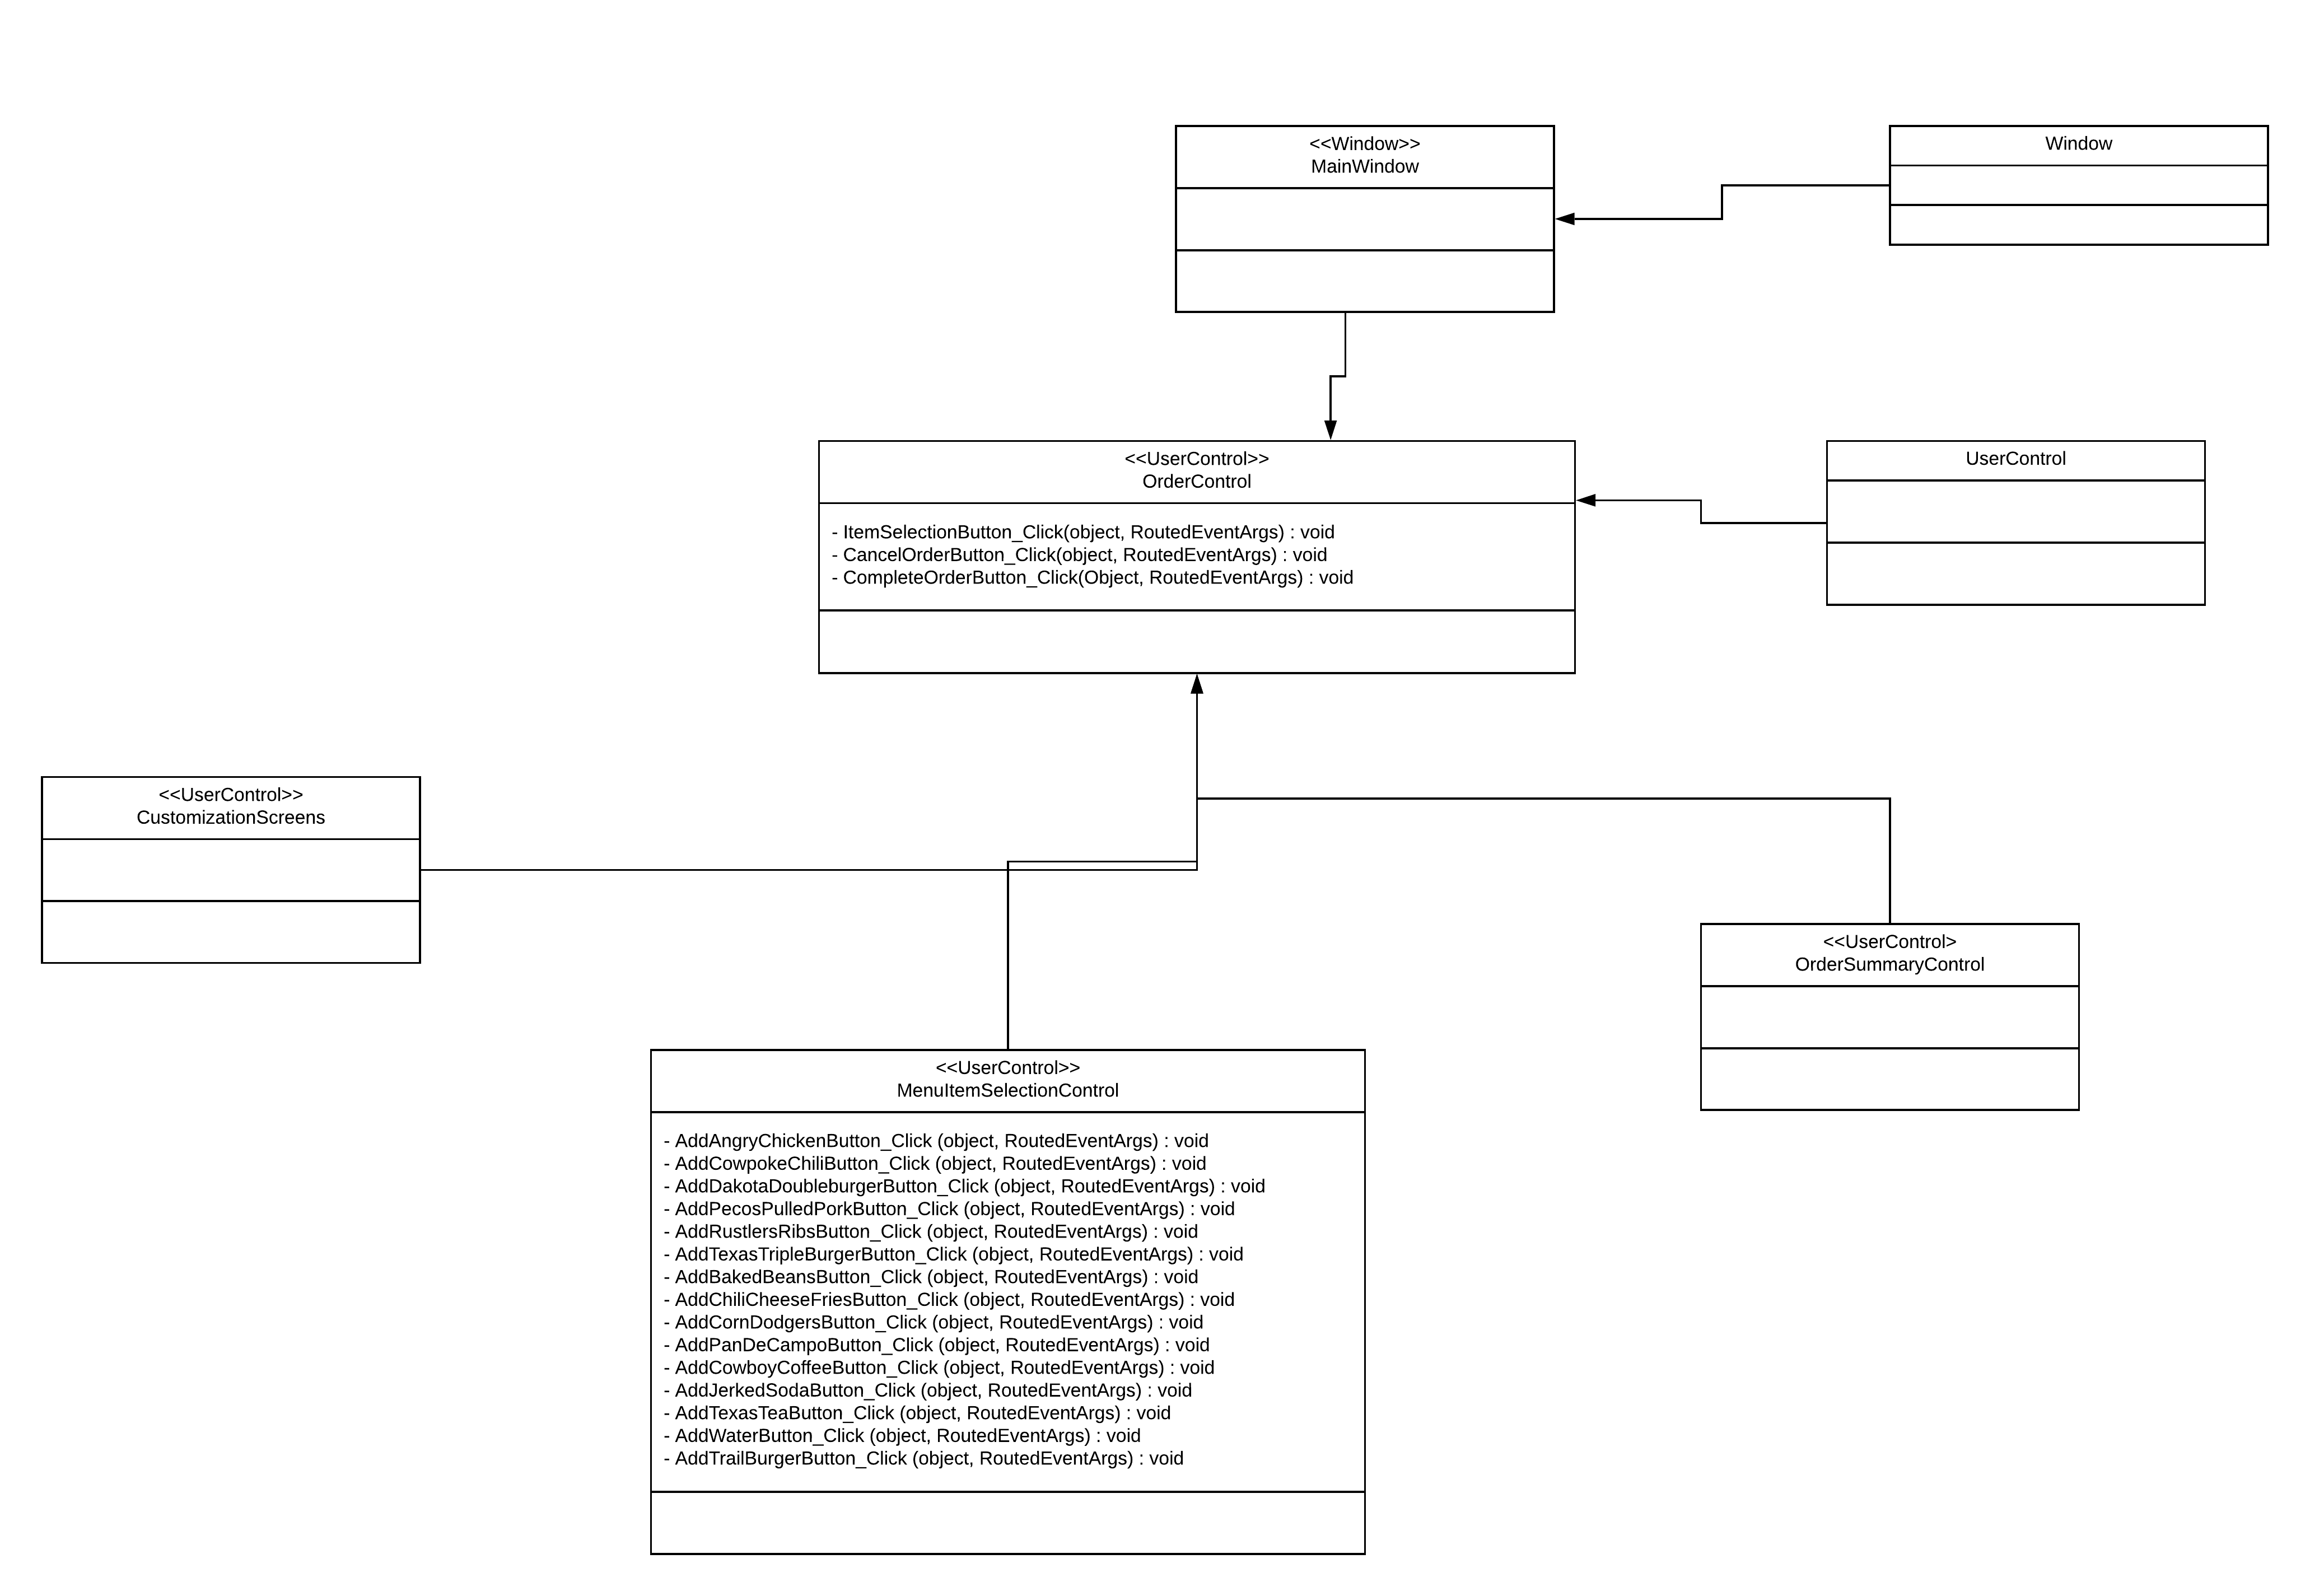 <<Window>>
MainWindow
Window
<<UserControl>>
OrderControl
- ItemSelectionButton_Click(object, RoutedEventArgs) : void
- CancelOrderButton_Click(object, RoutedEventArgs) : void
- CompleteOrderButton_Click(Object, RoutedEventArgs) : void
UserControl
<<UserControl>>
CustomizationScreens
<<UserControl>
OrderSummaryControl
<<UserControl>>
MenuItemSelectionControl
- AddAngryChickenButton_Click (object, RoutedEventArgs) : void
- AddCowpokeChiliButton_Click (object, RoutedEventArgs) : void
- AddDakotaDoubleburgerButton_Click (object, RoutedEventArgs) : void
- AddPecosPulledPorkButton_Click (object, RoutedEventArgs) : void
- AddRustlersRibsButton_Click (object, RoutedEventArgs) : void
- AddTexasTripleBurgerButton_Click (object, RoutedEventArgs) : void
- AddBakedBeansButton_Click (object, RoutedEventArgs) : void
- AddChiliCheeseFriesButton_Click (object, RoutedEventArgs) : void
- AddCornDodgersButton_Click (object, RoutedEventArgs) : void
- AddPanDeCampoButton_Click (object, RoutedEventArgs) : void
- AddCowboyCoffeeButton_Click (object, RoutedEventArgs) : void
- AddJerkedSodaButton_Click (object, RoutedEventArgs) : void
- AddTexasTeaButton_Click (object, RoutedEventArgs) : void
- AddWaterButton_Click (object, RoutedEventArgs) : void
- AddTrailBurgerButton_Click (object, RoutedEventArgs) : void